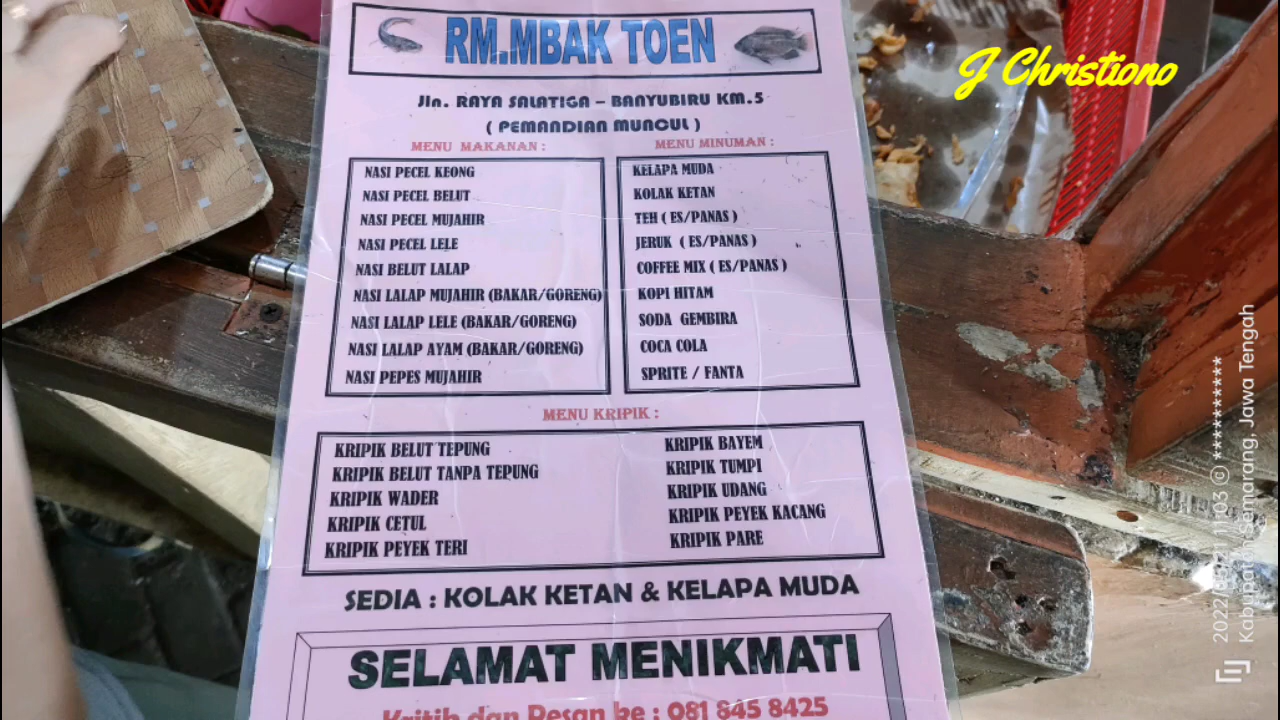 RM.MBAK TOEN
J Christiono
Jln. RAYA SALATIGA – BANYUBIRU KM.5
( PEMANDIAN MUNCUL )
MENU MAKANAN :
NASI PECEL KEONG
NASI PECEL BELUT
NASI PECEL MUJAHIR
NASI PECEL LELE
NASI BELUT LALAP
NASI LALAP MUJAHIR (BAKAR/GORENG)
NASI LALAP LELE (BAKAR/GORENG)
NASI LALAP AYAM (BAKAR/GORENG)
NASI PEPES MUJAHIR
MENU MINUMAN :
KELAPA MUDA
KOLAK KETAN
TEH ( ES/PANAS )
JERUK ( ES/PANAS )
COFFEE MIX ( ES/PANAS )
KOPI HITAM
SODA GEMBIRA
COCA COLA
SPRITE / FANTA
MENU KRIPIK :
KRIPIK BELUT TEPUNG
KRIPIK BELUT TANPA TEPUNG
KRIPIK WADER
KRIPIK CETUL
KRIPIK PEYEK TERI
KRIPIK BAYEM
KRIPIK TUMPI
KRIPIK UDANG
KRIPIK PEYEK KACANG
KRIPIK PARE
SEDIA : KOLAK KETAN & KELAPA MUDA
SELAMAT MENIKMATI
Kritik dan Pesan ke : 081 845 8425
Semarang, Jawa Tengah